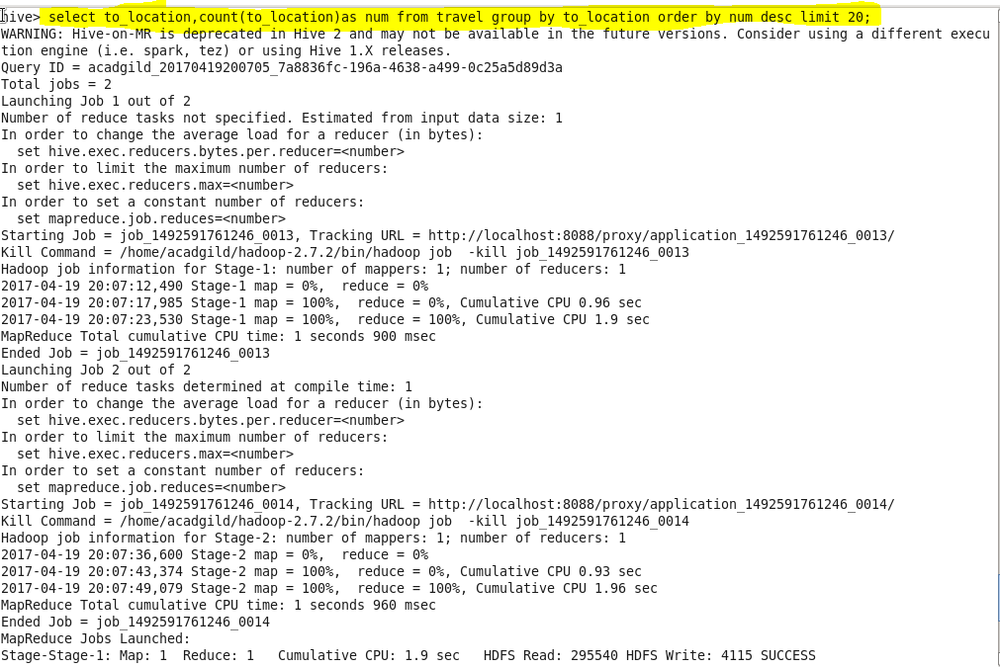 hive> select to_location,count(to_location)as num from travel group by to_location order by num desc limit 20;
WARNING: Hive-on-MR is deprecated in Hive 2 and may not be available in the future versions. Consider using a different execu
tion engine (i.e. spark, tez) or using Hive 1.X releases.
Query ID = acadgild_20170419200705_7a8836fc-196a-4638-a499-0c25a5d89d3a
Total jobs = 2
Launching Job 1 out of 2
Number of reduce tasks not specified. Estimated from input data size: 1
In order to change the average load for a reducer (in bytes):
  set hive.exec.reducers.bytes.per.reducer=<number>
In order to limit the maximum number of reducers:
  set hive.exec.reducers.max=<number>
In order to set a constant number of reducers:
  set mapreduce.job.reduces=<number>
Starting Job = job_1492591761246_0013, Tracking URL = http://localhost:8088/proxy/application_1492591761246_0013/
Kill Command = /home/acadgild/hadoop-2.7.2/bin/hadoop job  -kill job_1492591761246_0013
Hadoop job information for Stage-1: number of mappers: 1; number of reducers: 1
2017-04-19 20:07:12,490 Stage-1 map = 0%,  reduce = 0%
2017-04-19 20:07:17,985 Stage-1 map = 100%,  reduce = 0%, Cumulative CPU 0.96 sec
2017-04-19 20:07:23,530 Stage-1 map = 100%,  reduce = 100%, Cumulative CPU 1.9 sec
MapReduce Total cumulative CPU time: 1 seconds 900 msec
Ended Job = job_1492591761246_0013
Launching Job 2 out of 2
Number of reduce tasks determined at compile time: 1
In order to change the average load for a reducer (in bytes):
  set hive.exec.reducers.bytes.per.reducer=<number>
In order to limit the maximum number of reducers:
  set hive.exec.reducers.max=<number>
In order to set a constant number of reducers:
  set mapreduce.job.reduces=<number>
Starting Job = job_1492591761246_0014, Tracking URL = http://localhost:8088/proxy/application_1492591761246_0014/
Kill Command = /home/acadgild/hadoop-2.7.2/bin/hadoop job  -kill job_1492591761246_0014
Hadoop job information for Stage-2: number of mappers: 1; number of reducers: 1
2017-04-19 20:07:36,600 Stage-2 map = 0%,  reduce = 0%
2017-04-19 20:07:43,374 Stage-2 map = 100%,  reduce = 0%, Cumulative CPU 0.93 sec
2017-04-19 20:07:49,079 Stage-2 map = 100%,  reduce = 100%, Cumulative CPU 1.96 sec
MapReduce Total cumulative CPU time: 1 seconds 960 msec
Ended Job = job_1492591761246_0014
MapReduce Jobs Launched:
Stage-Stage-1: Map: 1  Reduce: 1   Cumulative CPU: 1.9 sec   HDFS Read: 295540 HDFS Write: 4115 SUCCESS